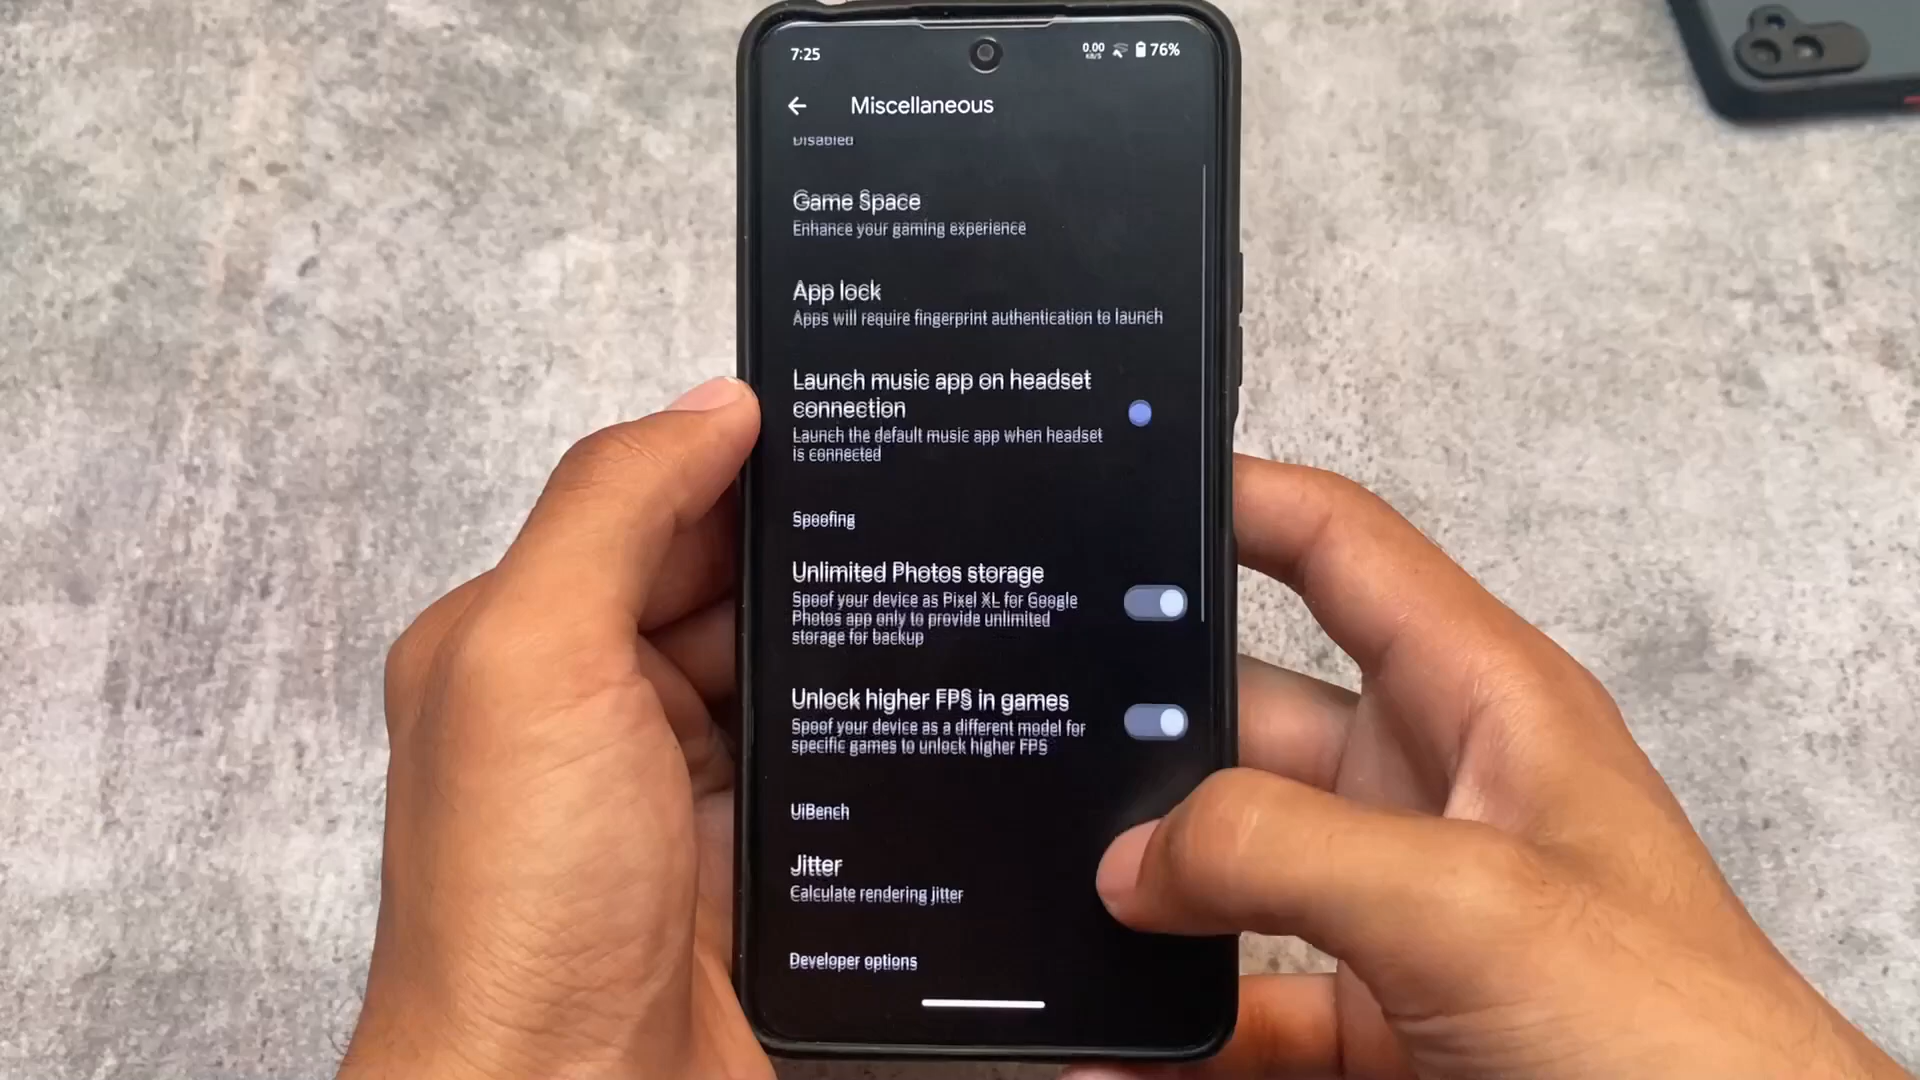 7:25
0.00
KB/S
76%
Miscellaneous
Disabled
Game Space
Enhance your gaming experience
App lock
Apps will require fingerprint authentication to launch
Launch music app on headset
connection
Launch the default music app when headset
is connected
Spoofing
Unlimited Photos storage
Spoof your device as Pixel XL for Google
Photos app only to provide unlimited
storage for backup
Unlock higher FPS in games
Spoof your device as a different model for
specific games to unlock higher FPS
UiBench
Jitter
Calculate rendering jitter
Developer options